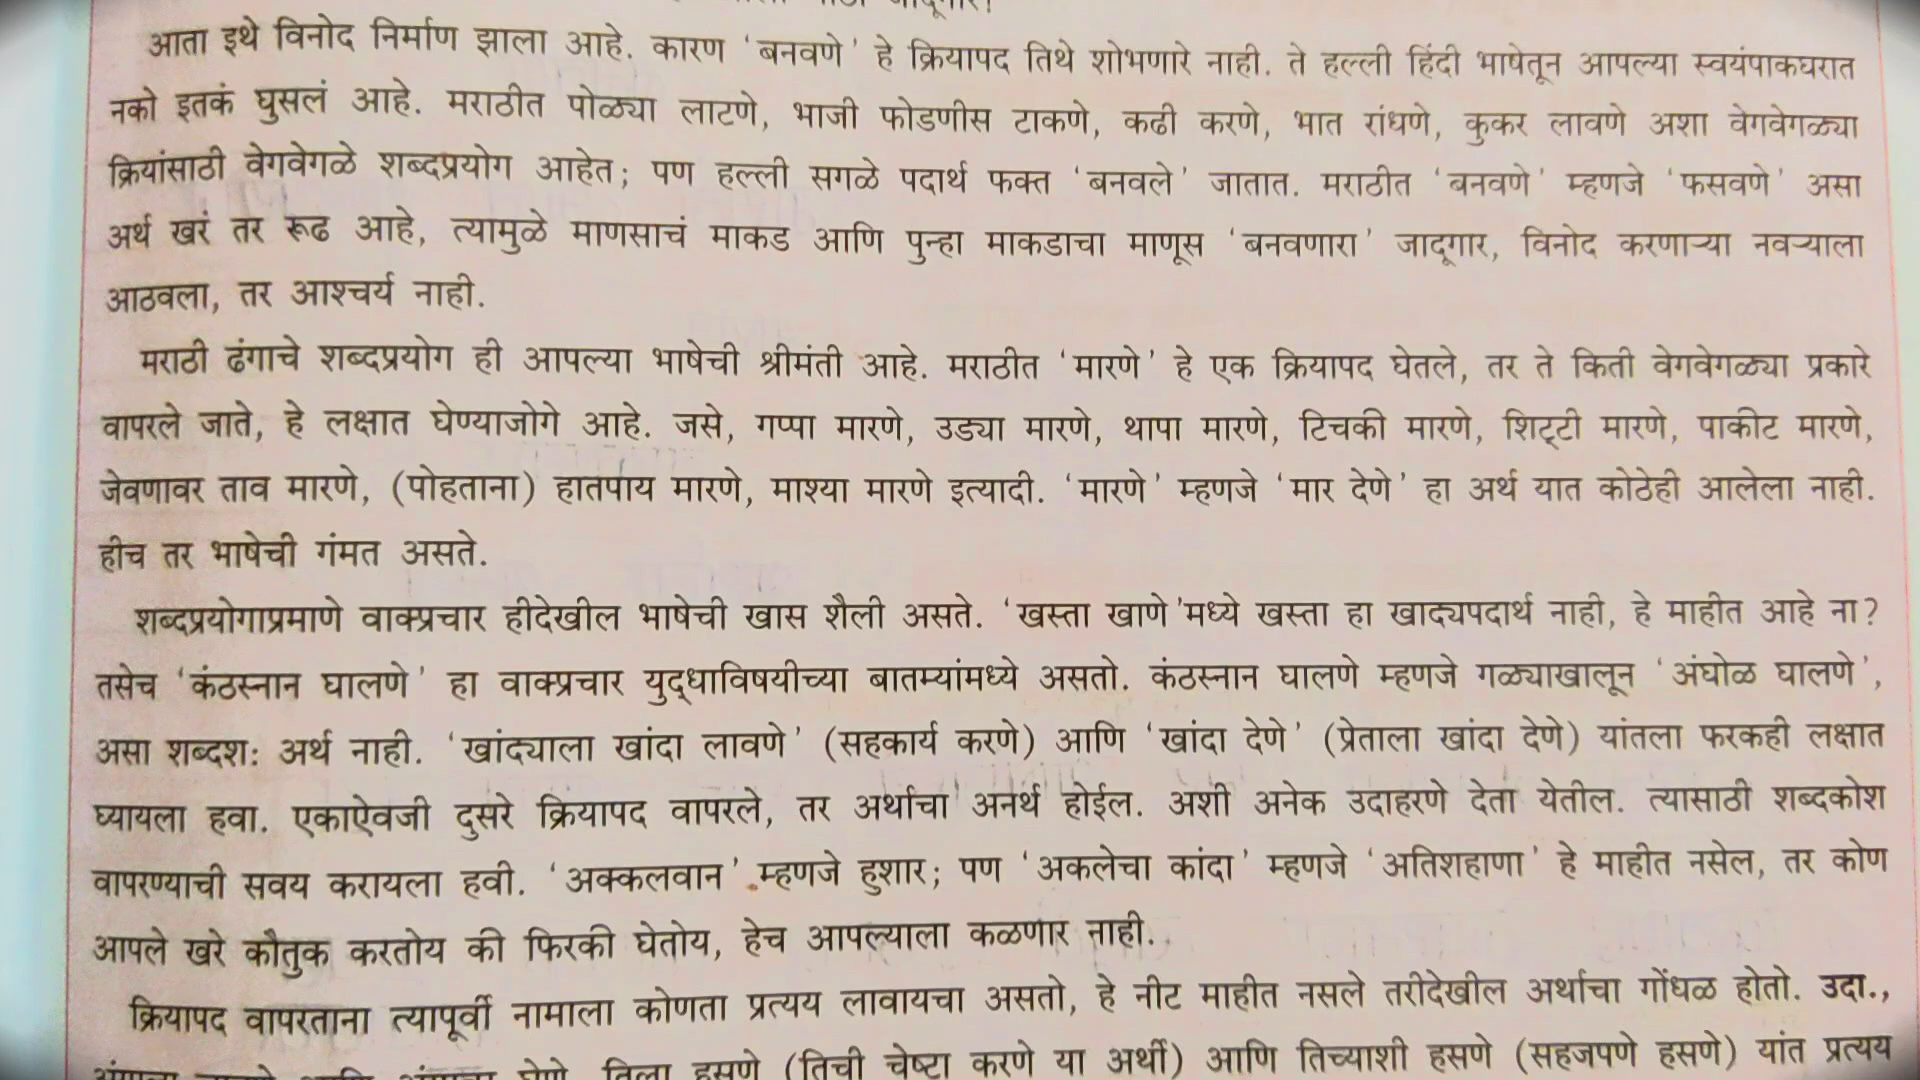 आता इथे विनोद निर्माण झाला आहे. कारण ‘बनवणे’ हे क्रियापद तिथे शोभणारे नाही. ते हल्ली हिंदी भाषेतून आपल्या स्वयंपाकघरात
नको इतकं घुसलं आहे. मराठीत पोळ्या लाटणे, भाजी फोडणीस टाकणे, कढी करणे, भात रांधणे, कुकर लावणे अशा वेगवेगळ्या
क्रियांसाठी वेगवेगळे शब्दप्रयोग आहेत; पण हल्ली सगळे पदार्थ फक्त ‘बनवले’ जातात. मराठीत ‘बनवणे’ म्हणजे ‘फसवणे’ असा
अर्थ खरं तर रूढ आहे, त्यामुळे माणसाचं माकड आणि पुन्हा माकडाचा माणूस ‘बनवणारा’ जादूगार, विनोद करणाऱ्या नवऱ्याला
आठवला, तर आश्चर्य नाही.
मराठी ढंगाचे शब्दप्रयोग ही आपल्या भाषेची श्रीमंती आहे. मराठीत ‘मारणे’ हे एक क्रियापद घेतले, तर ते किती वेगवेगळ्या प्रकारे
वापरले जाते, हे लक्षात घेण्याजोगे आहे. जसे, गप्पा मारणे, उड्या मारणे, थापा मारणे, टिचकी मारणे, शिट्टी मारणे, पाकीट मारणे,
जेवणावर ताव मारणे, (पोहताना) हातपाय मारणे, माश्या मारणे इत्यादी. ‘मारणे’ म्हणजे ‘मार देणे’ हा अर्थ यात कोठेही आलेला नाही.
हीच तर भाषेची गंमत असते.
शब्दप्रयोगाप्रमाणे वाक्प्रचार हीदेखील भाषेची खास शैली असते. ‘खस्ता खाणे’मध्ये खस्ता हा खाद्यपदार्थ नाही, हे माहीत आहे ना?
तसेच ‘कंठस्नान घालणे’ हा वाक्प्रचार युद्धाविषयीच्या बातम्यांमध्ये असतो. कंठस्नान घालणे म्हणजे गळ्याखालून ‘अंघोळ घालणे’,
असा शब्दशः अर्थ नाही. ‘खांद्याला खांदा लावणे’ (सहकार्य करणे) आणि ‘खांदा देणे’ (प्रेताला खांदा देणे) यांतला फरकही लक्षात
घ्यायला हवा. एकाऐवजी दुसरे क्रियापद वापरले, तर अर्थाचा अनर्थ होईल. अशी अनेक उदाहरणे देता येतील. त्यासाठी शब्दकोश
वापरण्याची सवय करायला हवी. ‘अक्कलवान’ म्हणजे हुशार; पण ‘अकलेचा कांदा’ म्हणजे ‘अतिशहाणा’ हे माहीत नसेल, तर कोण
आपले खरे कौतुक करतोय की फिरकी घेतोय, हेच आपल्याला कळणार नाही.
क्रियापद वापरताना त्यापूर्वी नामाला कोणता प्रत्यय लावायचा असतो, हे नीट माहीत नसले तरीदेखील अर्थाचा गोंधळ होतो. उदा.,
हसणे (तिची चेष्टा करणे या अर्थी) आणि तिच्याशी हसणे (सहजपणे हसणे) यांत प्रत्यय